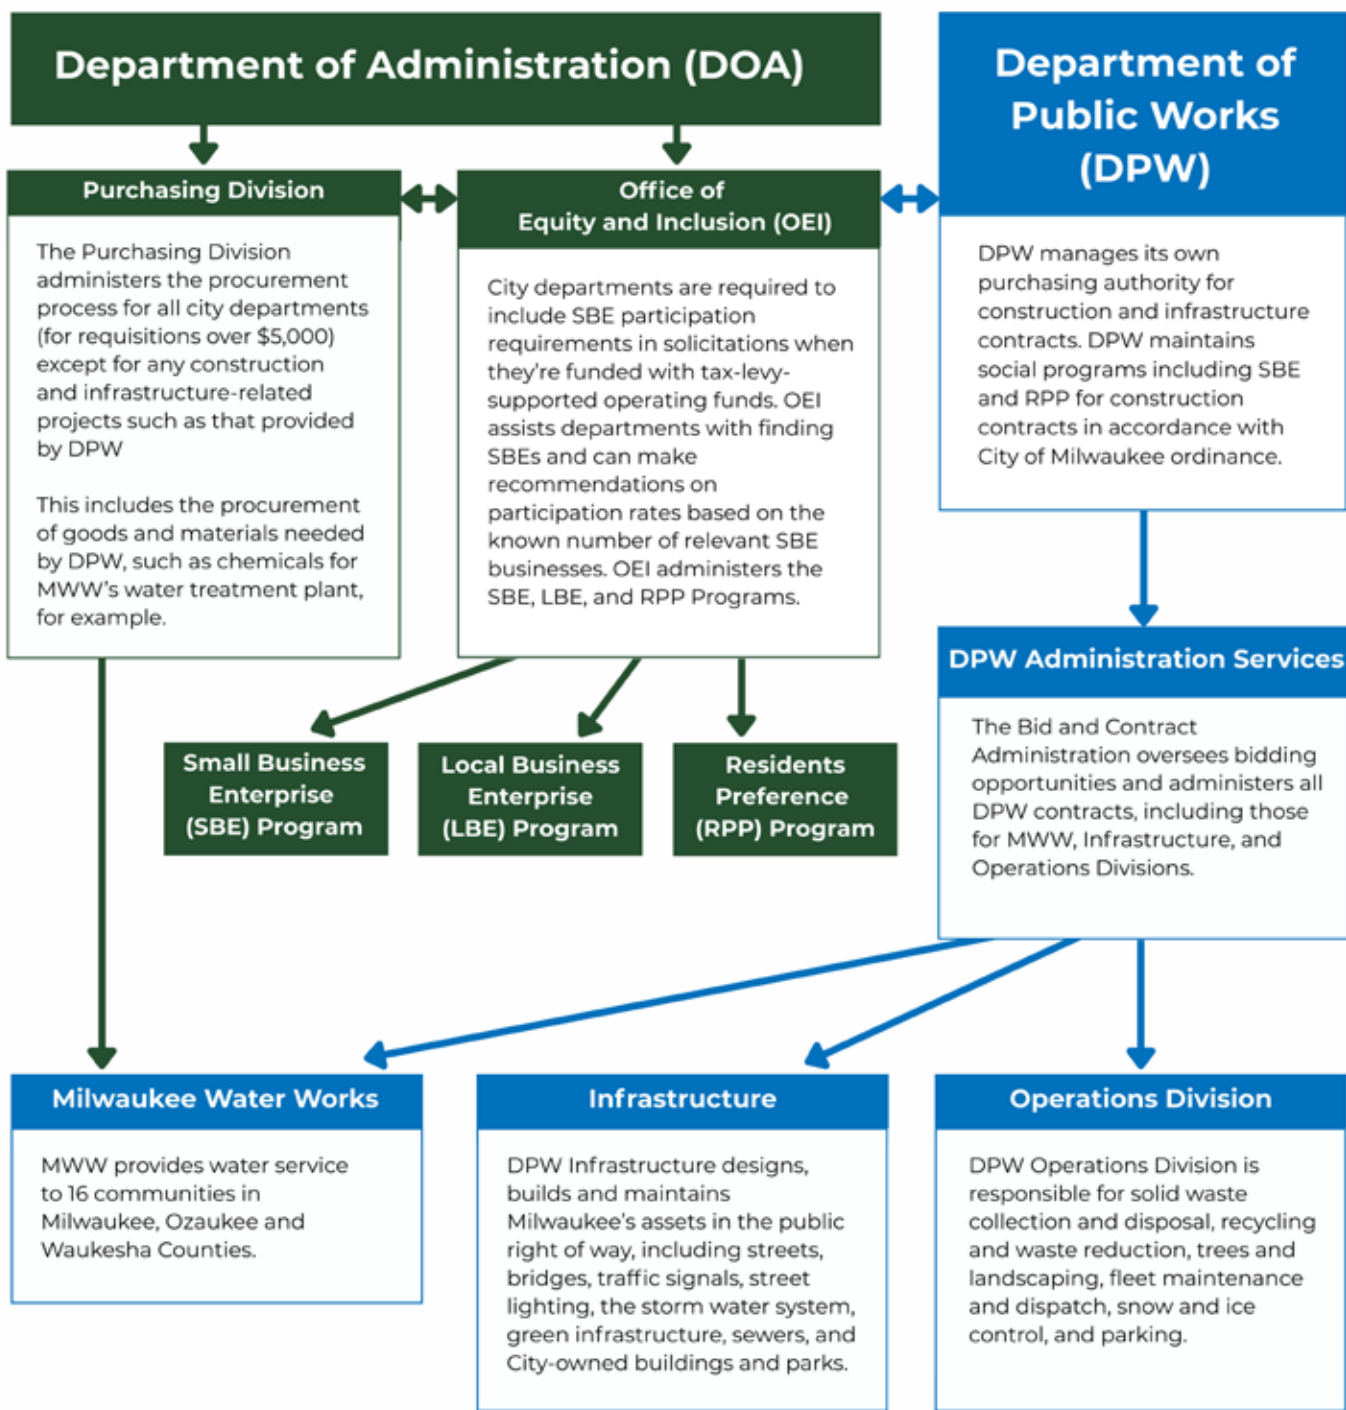 Department of Administration (DOA)
Department of
Public Works
(DPW)
Purchasing Division
The Purchasing Division
administers the procurement
process for all city departments
(for requisitions over $5,000)
except for any construction
and infrastructure-related
projects such as that provided
by DPW
This includes the procurement
of goods and materials needed
by DPW, such as chemicals for
MWW's water treatment plant,
for example.
Office of
Equity and Inclusion (OEI)
City departments are required to
include SBE participation
requirements in solicitations when
they're funded with tax-levy-
supported operating funds. OEI
assists departments with finding
SBEs and can make
recommendations on
participation rates based on the
known number of relevant SBE
businesses. OEI administers the
SBE, LBE, and RPP Programs.
DPW manages its own
purchasing authority for
construction and infrastructure
contracts. DPW maintains
social programs including SBE
and RPP for construction
contracts in accordance with
City of Milwaukee ordinance.
Small Business
Enterprise
(SBE) Program
Local Business
Enterprise
(LBE) Program
Residents
Preference
(RPP) Program
DPW Administration Services
The Bid and Contract
Administration oversees bidding
opportunities and administers all
DPW contracts, including those
for MWW, Infrastructure, and
Operations Divisions.
Milwaukee Water Works
MWW provides water service
to 16 communities in
Milwaukee, Ozaukee and
Waukesha Counties.
Infrastructure
DPW Infrastructure designs,
builds and maintains
Milwaukee's assets in the public
right of way, including streets,
bridges, traffic signals, street
lighting, the storm water system,
green infrastructure, sewers, and
City-owned buildings and parks.
Operations Division
DPW Operations Division is
responsible for solid waste
collection and disposal, recycling
and waste reduction, trees and
landscaping, fleet maintenance
and dispatch, snow and ice
control, and parking.